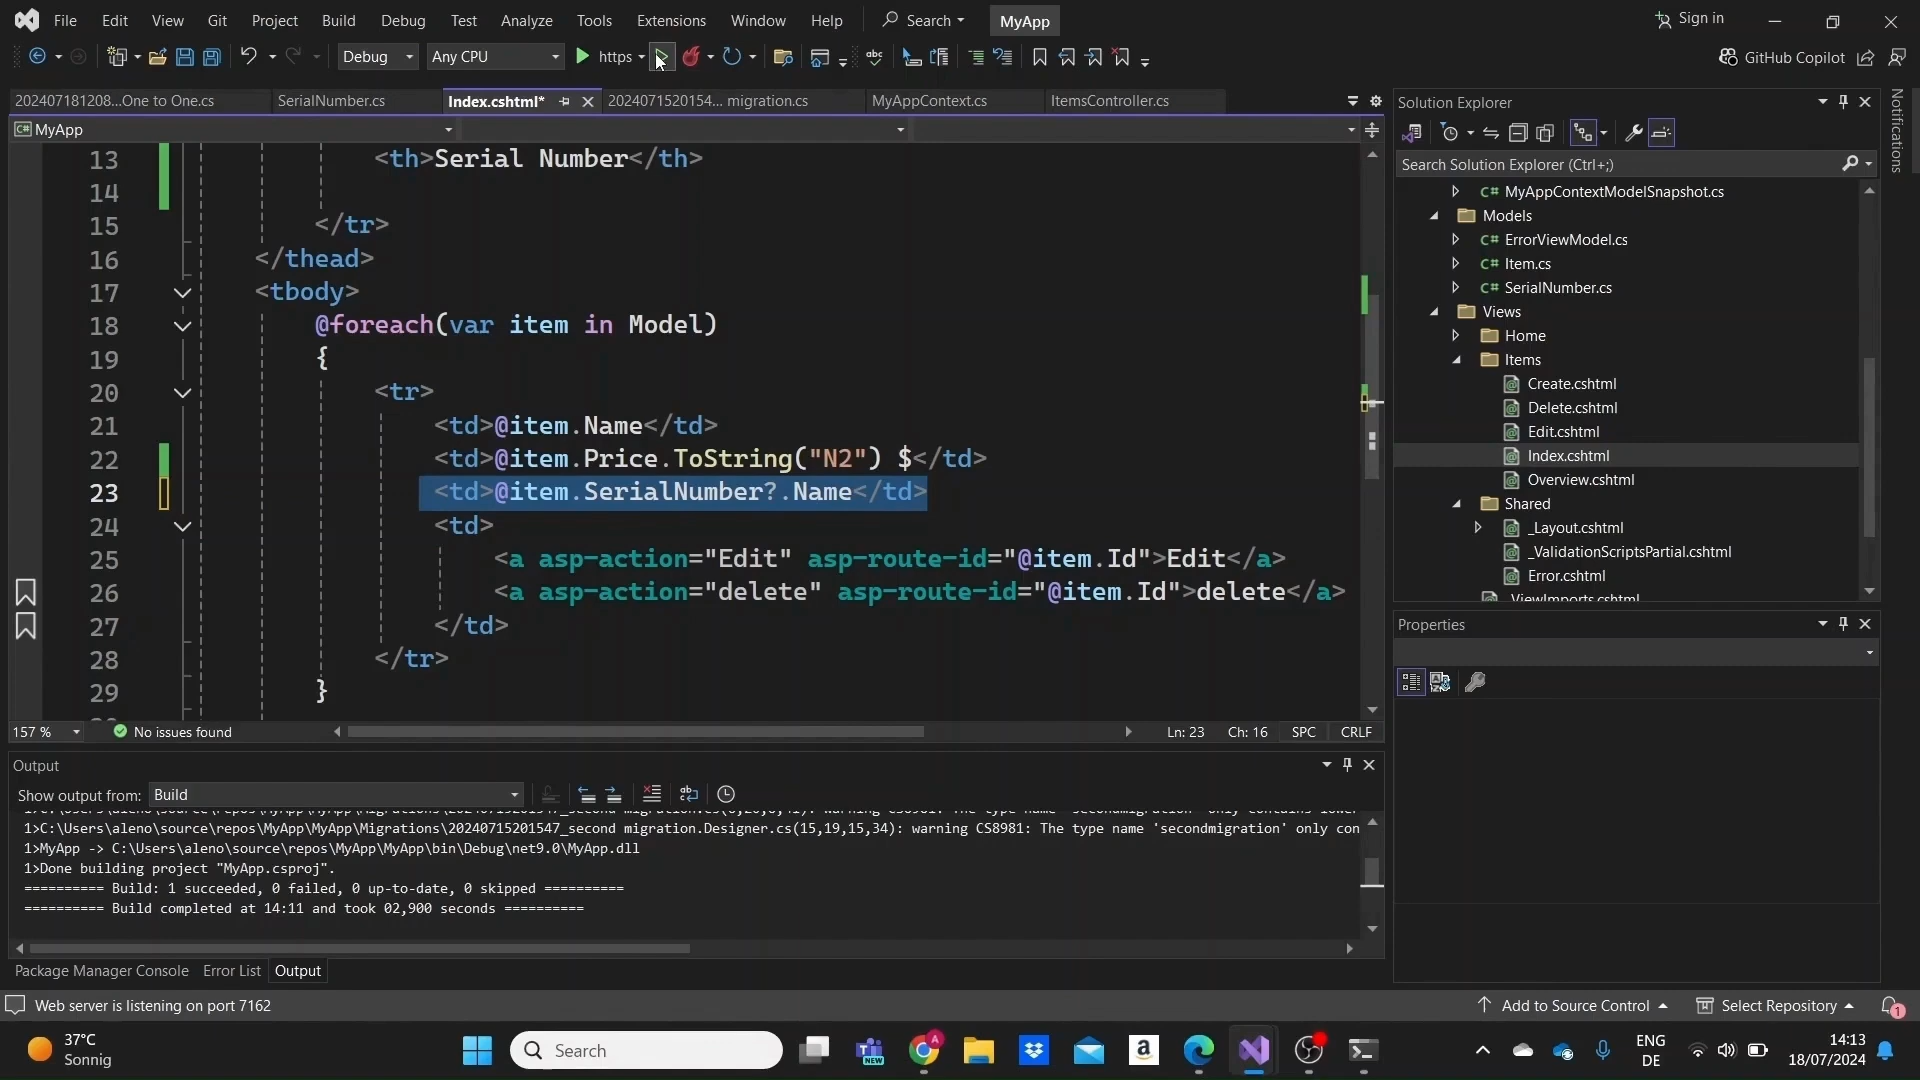 File Edit View Git Project Build Debug Test Analyze Tools Extensions Window Help Search MyApp Sign in
Debug Any CPU https GitHub Copilot
202407181208...One to One.cs SerialNumber.cs Index.cshtml* 2024071520154... migration.cs MyAppContext.cs ItemsController.cs
C# MyApp
13 <th>Serial Number</th>
14
15 </tr>
16 </thead>
17 <tbody>
18 @foreach(var item in Model)
19 {
20 <tr>
21 <td>@item.Name</td>
22 <td>@item.Price.ToString("N2") $</td>
23 <td>@item.SerialNumber?.Name</td>
24 <td>
25 <a asp-action="Edit" asp-route-id="@item.Id">Edit</a>
26 <a asp-action="delete" asp-route-id="@item.Id">delete</a>
27 </td>
28 </tr>
29 }
157 % No issues found Ln: 23 Ch: 16 SPC CRLF
Output
Show output from: Build
1>C:\Users\aleno\source\repos\MyApp\MyApp\Migrations\20240715201547_second migration.Designer.cs(15,19,15,34): warning CS8981: The type name 'secondmigration' only con
1>MyApp -> C:\Users\aleno\source\repos\MyApp\MyApp\bin\Debug\net9.0\MyApp.dll
1>Done building project "MyApp.csproj".
========== Build: 1 succeeded, 0 failed, 0 up-to-date, 0 skipped ==========
========== Build completed at 14:11 and took 02,900 seconds ==========
Package Manager Console Error List Output
Solution Explorer
Search Solution Explorer (Ctrl+;)
C# MyAppContextModelSnapshot.cs
Models
C# ErrorViewModel.cs
C# Item.cs
C# SerialNumber.cs
Views
Home
Items
Create.cshtml
Delete.cshtml
Edit.cshtml
Index.cshtml
Overview.cshtml
Shared
_Layout.cshtml
_ValidationScriptsPartial.cshtml
Error.cshtml
_ViewImports.cshtml
Properties
Notifications
Web server is listening on port 7162 Add to Source Control Select Repository 1
37°C
Sonnig
Search
NEW
A
a
ENG
DE
14:13
18/07/2024